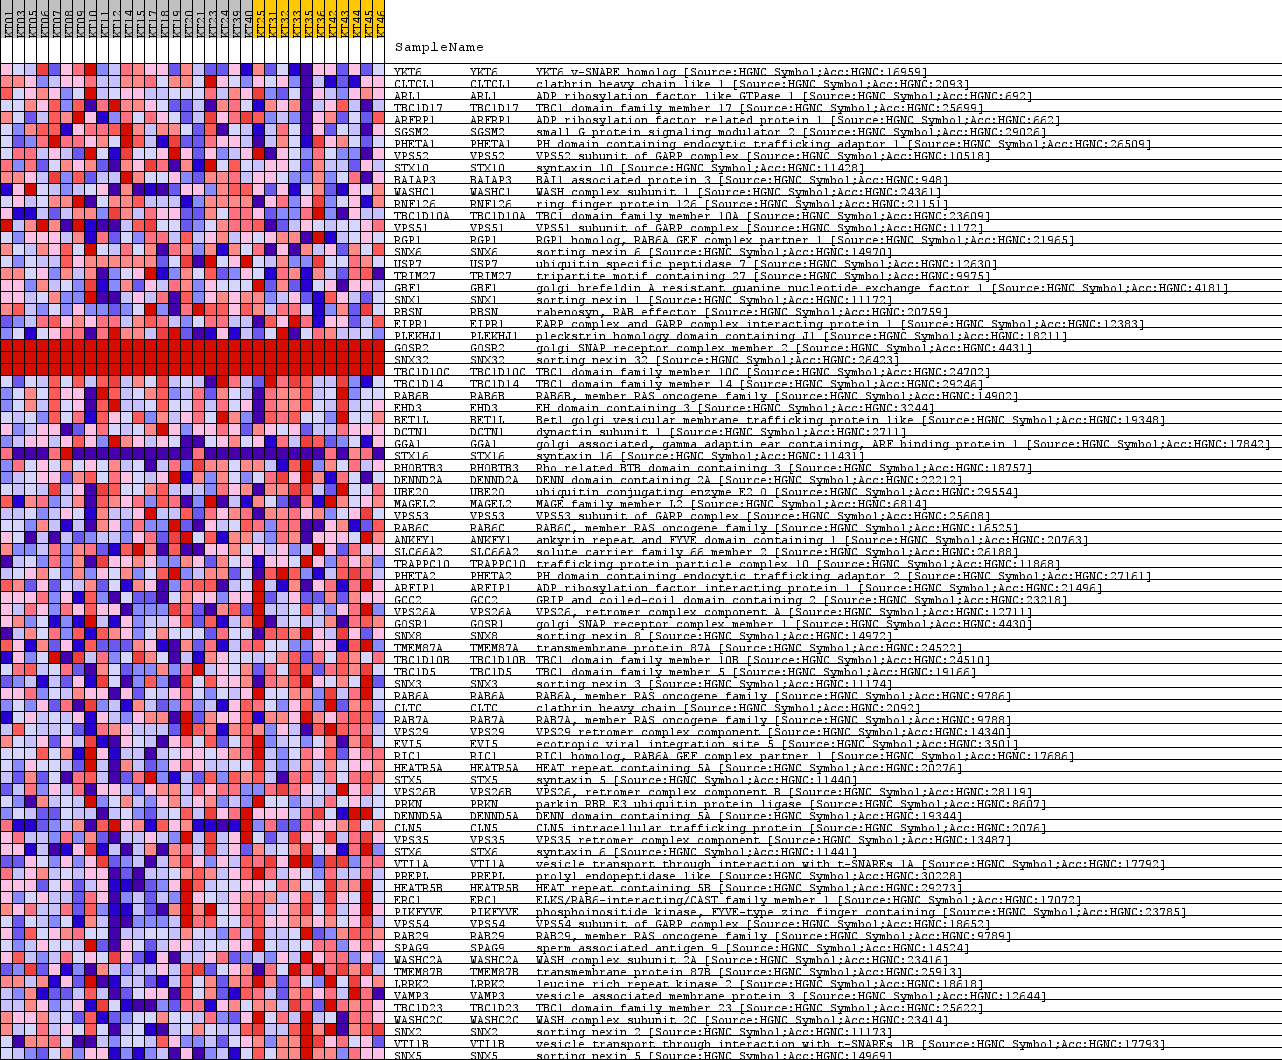 KT01 KT03 KT05 KT06 KT07 KT08 KT09 KT10 KT11 KT12 KT14 KT15 KT17 KT18 KT19 KT20 KT21 KT23 KT24 KT39 KT40 KT25 KT31 KT32 KT33 KT35 KT36 KT42 KT43 KT44 KT45 KT46
SampleName
YKT6 YKT6 YKT6 v-SNARE homolog [Source:HGNC Symbol;Acc:HGNC:16959]
CLTCL1 CLTCL1 clathrin heavy chain like 1 [Source:HGNC Symbol;Acc:HGNC:2093]
ARL1 ARL1 ADP ribosylation factor like GTPase 1 [Source:HGNC Symbol;Acc:HGNC:692]
TBC1D17 TBC1D17 TBC1 domain family member 17 [Source:HGNC Symbol;Acc:HGNC:25699]
ARFRP1 ARFRP1 ADP ribosylation factor related protein 1 [Source:HGNC Symbol;Acc:HGNC:662]
SGSM2 SGSM2 small G protein signaling modulator 2 [Source:HGNC Symbol;Acc:HGNC:29026]
PHETA1 PHETA1 PH domain containing endocytic trafficking adaptor 1 [Source:HGNC Symbol;Acc:HGNC:26509]
VPS52 VPS52 VPS52 subunit of GARP complex [Source:HGNC Symbol;Acc:HGNC:10518]
STX10 STX10 syntaxin 10 [Source:HGNC Symbol;Acc:HGNC:11428]
BAIAP3 BAIAP3 BAI1 associated protein 3 [Source:HGNC Symbol;Acc:HGNC:948]
WASHC1 WASHC1 WASH complex subunit 1 [Source:HGNC Symbol;Acc:HGNC:24361]
RNF126 RNF126 ring finger protein 126 [Source:HGNC Symbol;Acc:HGNC:21151]
TBC1D10A TBC1D10A TBC1 domain family member 10A [Source:HGNC Symbol;Acc:HGNC:23609]
VPS51 VPS51 VPS51 subunit of GARP complex [Source:HGNC Symbol;Acc:HGNC:1172]
RGP1 RGP1 RGP1 homolog, RAB6A GEF complex partner 1 [Source:HGNC Symbol;Acc:HGNC:21965]
SNX6 SNX6 sorting nexin 6 [Source:HGNC Symbol;Acc:HGNC:14970]
USP7 USP7 ubiquitin specific peptidase 7 [Source:HGNC Symbol;Acc:HGNC:12630]
TRIM27 TRIM27 tripartite motif containing 27 [Source:HGNC Symbol;Acc:HGNC:9975]
GBF1 GBF1 golgi brefeldin A resistant guanine nucleotide exchange factor 1 [Source:HGNC Symbol;Acc:HGNC:4181]
SNX1 SNX1 sorting nexin 1 [Source:HGNC Symbol;Acc:HGNC:11172]
RBSN RBSN rabenosyn, RAB effector [Source:HGNC Symbol;Acc:HGNC:20759]
EIPR1 EIPR1 EARP complex and GARP complex interacting protein 1 [Source:HGNC Symbol;Acc:HGNC:12383]
PLEKHJ1 PLEKHJ1 pleckstrin homology domain containing J1 [Source:HGNC Symbol;Acc:HGNC:18211]
GOSR2 GOSR2 golgi SNAP receptor complex member 2 [Source:HGNC Symbol;Acc:HGNC:4431]
SNX32 SNX32 sorting nexin 32 [Source:HGNC Symbol;Acc:HGNC:26423]
TBC1D10C TBC1D10C TBC1 domain family member 10C [Source:HGNC Symbol;Acc:HGNC:24702]
TBC1D14 TBC1D14 TBC1 domain family member 14 [Source:HGNC Symbol;Acc:HGNC:29246]
RAB6B RAB6B RAB6B, member RAS oncogene family [Source:HGNC Symbol;Acc:HGNC:14902]
EHD3 EHD3 EH domain containing 3 [Source:HGNC Symbol;Acc:HGNC:3244]
BET1L BET1L Bet1 golgi vesicular membrane trafficking protein like [Source:HGNC Symbol;Acc:HGNC:19348]
DCTN1 DCTN1 dynactin subunit 1 [Source:HGNC Symbol;Acc:HGNC:2711]
GGA1 GGA1 golgi associated, gamma adaptin ear containing, ARF binding protein 1 [Source:HGNC Symbol;Acc:HGNC:17842]
STX16 STX16 syntaxin 16 [Source:HGNC Symbol;Acc:HGNC:11431]
RHOBTB3 RHOBTB3 Rho related BTB domain containing 3 [Source:HGNC Symbol;Acc:HGNC:18757]
DENND2A DENND2A DENN domain containing 2A [Source:HGNC Symbol;Acc:HGNC:22212]
UBE2O UBE2O ubiquitin conjugating enzyme E2 O [Source:HGNC Symbol;Acc:HGNC:29554]
MAGEL2 MAGEL2 MAGE family member L2 [Source:HGNC Symbol;Acc:HGNC:6814]
VPS53 VPS53 VPS53 subunit of GARP complex [Source:HGNC Symbol;Acc:HGNC:25608]
RAB6C RAB6C RAB6C, member RAS oncogene family [Source:HGNC Symbol;Acc:HGNC:16525]
ANKFY1 ANKFY1 ankyrin repeat and FYVE domain containing 1 [Source:HGNC Symbol;Acc:HGNC:20763]
SLC66A2 SLC66A2 solute carrier family 66 member 2 [Source:HGNC Symbol;Acc:HGNC:26188]
TRAPPC10 TRAPPC10 trafficking protein particle complex 10 [Source:HGNC Symbol;Acc:HGNC:11868]
PHETA2 PHETA2 PH domain containing endocytic trafficking adaptor 2 [Source:HGNC Symbol;Acc:HGNC:27161]
ARFIP1 ARFIP1 ADP ribosylation factor interacting protein 1 [Source:HGNC Symbol;Acc:HGNC:21496]
GCC2 GCC2 GRIP and coiled-coil domain containing 2 [Source:HGNC Symbol;Acc:HGNC:23218]
VPS26A VPS26A VPS26, retromer complex component A [Source:HGNC Symbol;Acc:HGNC:12711]
GOSR1 GOSR1 golgi SNAP receptor complex member 1 [Source:HGNC Symbol;Acc:HGNC:4430]
SNX8 SNX8 sorting nexin 8 [Source:HGNC Symbol;Acc:HGNC:14972]
TMEM87A TMEM87A transmembrane protein 87A [Source:HGNC Symbol;Acc:HGNC:24522]
TBC1D10B TBC1D10B TBC1 domain family member 10B [Source:HGNC Symbol;Acc:HGNC:24510]
TBC1D5 TBC1D5 TBC1 domain family member 5 [Source:HGNC Symbol;Acc:HGNC:19166]
SNX3 SNX3 sorting nexin 3 [Source:HGNC Symbol;Acc:HGNC:11174]
RAB6A RAB6A RAB6A, member RAS oncogene family [Source:HGNC Symbol;Acc:HGNC:9786]
CLTC CLTC clathrin heavy chain [Source:HGNC Symbol;Acc:HGNC:2092]
RAB7A RAB7A RAB7A, member RAS oncogene family [Source:HGNC Symbol;Acc:HGNC:9788]
VPS29 VPS29 VPS29 retromer complex component [Source:HGNC Symbol;Acc:HGNC:14340]
EVI5 EVI5 ecotropic viral integration site 5 [Source:HGNC Symbol;Acc:HGNC:3501]
RIC1 RIC1 RIC1 homolog, RAB6A GEF complex partner 1 [Source:HGNC Symbol;Acc:HGNC:17686]
HEATR5A HEATR5A HEAT repeat containing 5A [Source:HGNC Symbol;Acc:HGNC:20276]
STX5 STX5 syntaxin 5 [Source:HGNC Symbol;Acc:HGNC:11440]
VPS26B VPS26B VPS26, retromer complex component B [Source:HGNC Symbol;Acc:HGNC:28119]
PRKN PRKN parkin RBR E3 ubiquitin protein ligase [Source:HGNC Symbol;Acc:HGNC:8607]
DENND5A DENND5A DENN domain containing 5A [Source:HGNC Symbol;Acc:HGNC:19344]
CLN5 CLN5 CLN5 intracellular trafficking protein [Source:HGNC Symbol;Acc:HGNC:2076]
VPS35 VPS35 VPS35 retromer complex component [Source:HGNC Symbol;Acc:HGNC:13487]
STX6 STX6 syntaxin 6 [Source:HGNC Symbol;Acc:HGNC:11441]
VTI1A VTI1A vesicle transport through interaction with t-SNAREs 1A [Source:HGNC Symbol;Acc:HGNC:17792]
PREPL PREPL prolyl endopeptidase like [Source:HGNC Symbol;Acc:HGNC:30228]
HEATR5B HEATR5B HEAT repeat containing 5B [Source:HGNC Symbol;Acc:HGNC:29273]
ERC1 ERC1 ELKS/RAB6-interacting/CAST family member 1 [Source:HGNC Symbol;Acc:HGNC:17072]
PIKFYVE PIKFYVE phosphoinositide kinase, FYVE-type zinc finger containing [Source:HGNC Symbol;Acc:HGNC:23785]
VPS54 VPS54 VPS54 subunit of GARP complex [Source:HGNC Symbol;Acc:HGNC:18652]
RAB29 RAB29 RAB29, member RAS oncogene family [Source:HGNC Symbol;Acc:HGNC:9789]
SPAG9 SPAG9 sperm associated antigen 9 [Source:HGNC Symbol;Acc:HGNC:14524]
WASHC2A WASHC2A WASH complex subunit 2A [Source:HGNC Symbol;Acc:HGNC:23416]
TMEM87B TMEM87B transmembrane protein 87B [Source:HGNC Symbol;Acc:HGNC:25913]
LRRK2 LRRK2 leucine rich repeat kinase 2 [Source:HGNC Symbol;Acc:HGNC:18618]
VAMP3 VAMP3 vesicle associated membrane protein 3 [Source:HGNC Symbol;Acc:HGNC:12644]
TBC1D23 TBC1D23 TBC1 domain family member 23 [Source:HGNC Symbol;Acc:HGNC:25622]
WASHC2C WASHC2C WASH complex subunit 2C [Source:HGNC Symbol;Acc:HGNC:23414]
SNX2 SNX2 sorting nexin 2 [Source:HGNC Symbol;Acc:HGNC:11173]
VTI1B VTI1B vesicle transport through interaction with t-SNAREs 1B [Source:HGNC Symbol;Acc:HGNC:17793]
SNX5 SNX5 sorting nexin 5 [Source:HGNC Symbol;Acc:HGNC:14969]